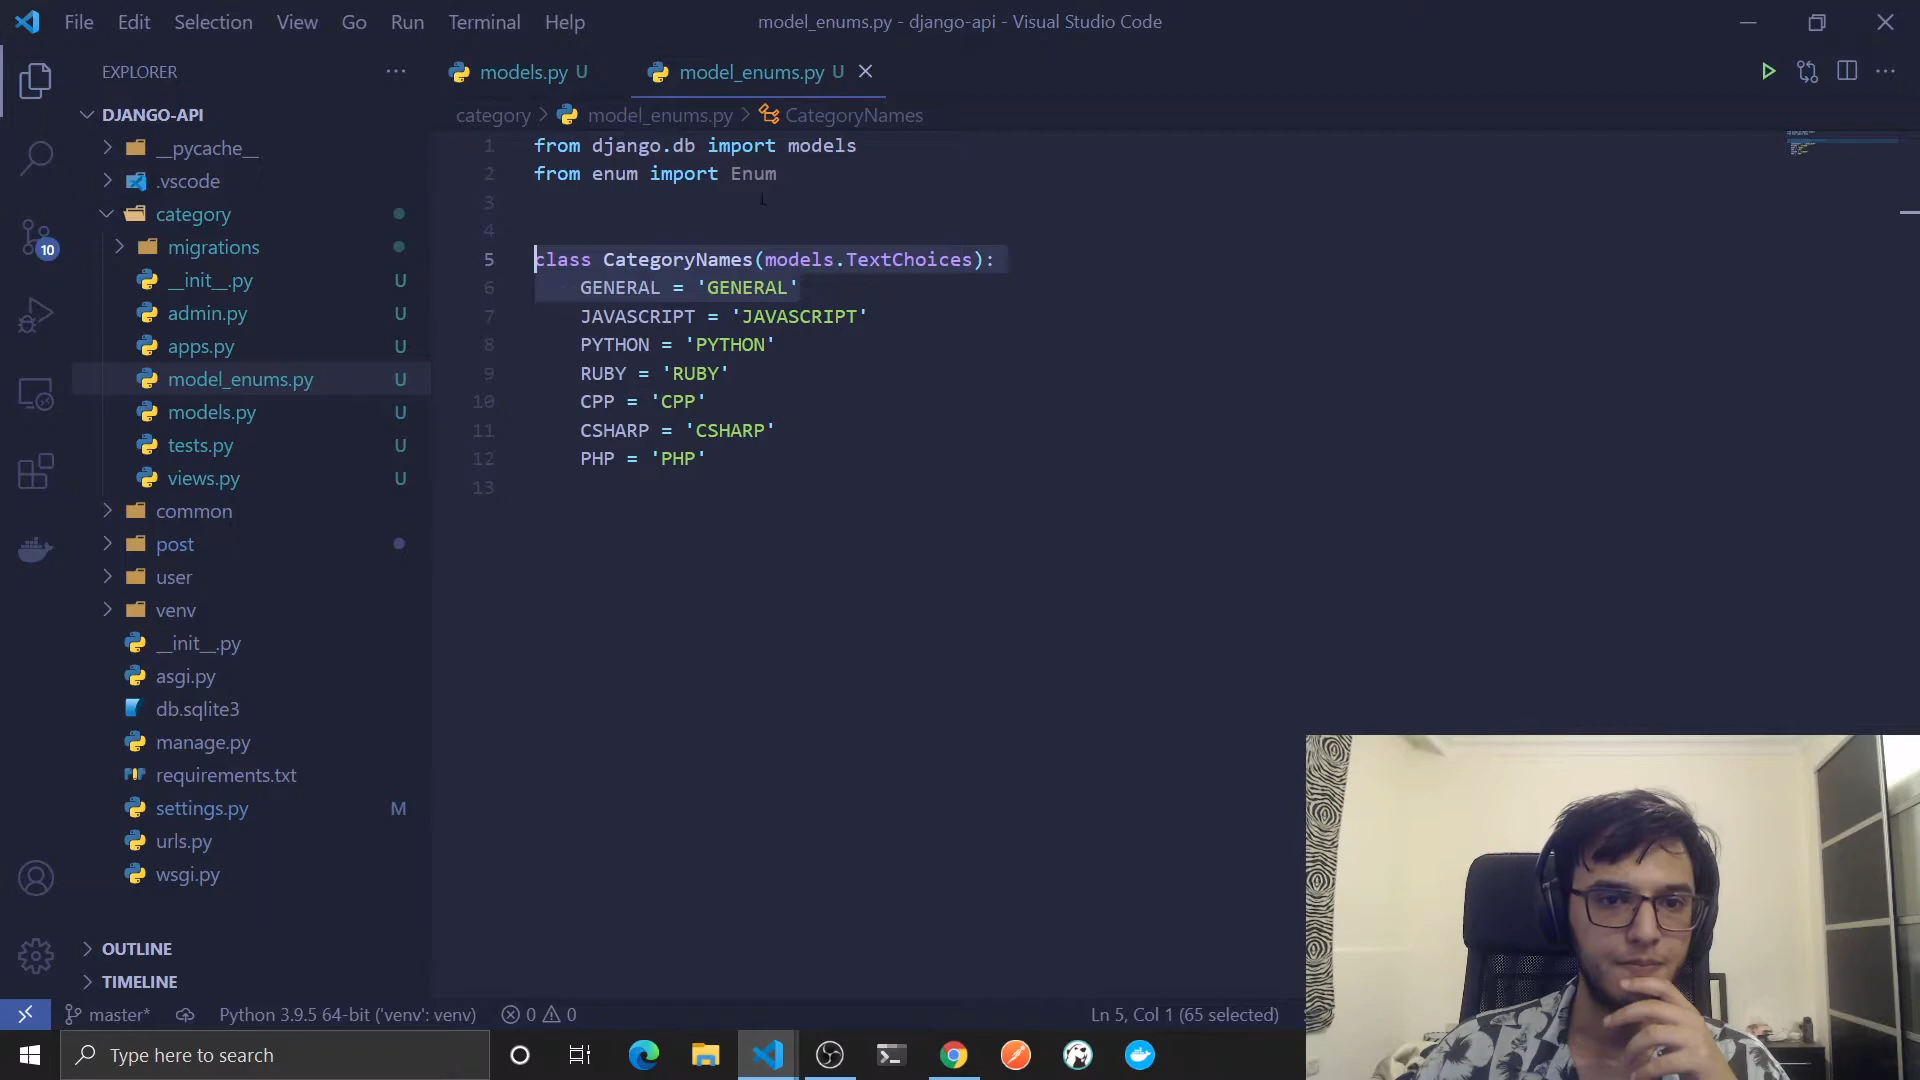 File Edit Selection View Go Run Terminal Help
model_enums.py - django-api - Visual Studio Code
EXPLORER
models.py U
model_enums.py U
DJANGO-API
category > model_enums.py > CategoryNames
__pycache__
.vscode
category
migrations
__init__.py U
admin.py U
apps.py U
model_enums.py U
models.py U
tests.py U
views.py U
common
post
user
venv
__init__.py
asgi.py
db.sqlite3
manage.py
requirements.txt
settings.py M
urls.py
wsgi.py
OUTLINE
TIMELINE
10
1 from django.db import models
2 from enum import Enum
3
4
5 class CategoryNames(models.TextChoices):
6 GENERAL = 'GENERAL'
7 JAVASCRIPT = 'JAVASCRIPT'
8 PYTHON = 'PYTHON'
9 RUBY = 'RUBY'
10 CPP = 'CPP'
11 CSHARP = 'CSHARP'
12 PHP = 'PHP'
13
master* Python 3.9.5 64-bit ('venv': venv) 0 0 Ln 5, Col 1 (65 selected)
Type here to search